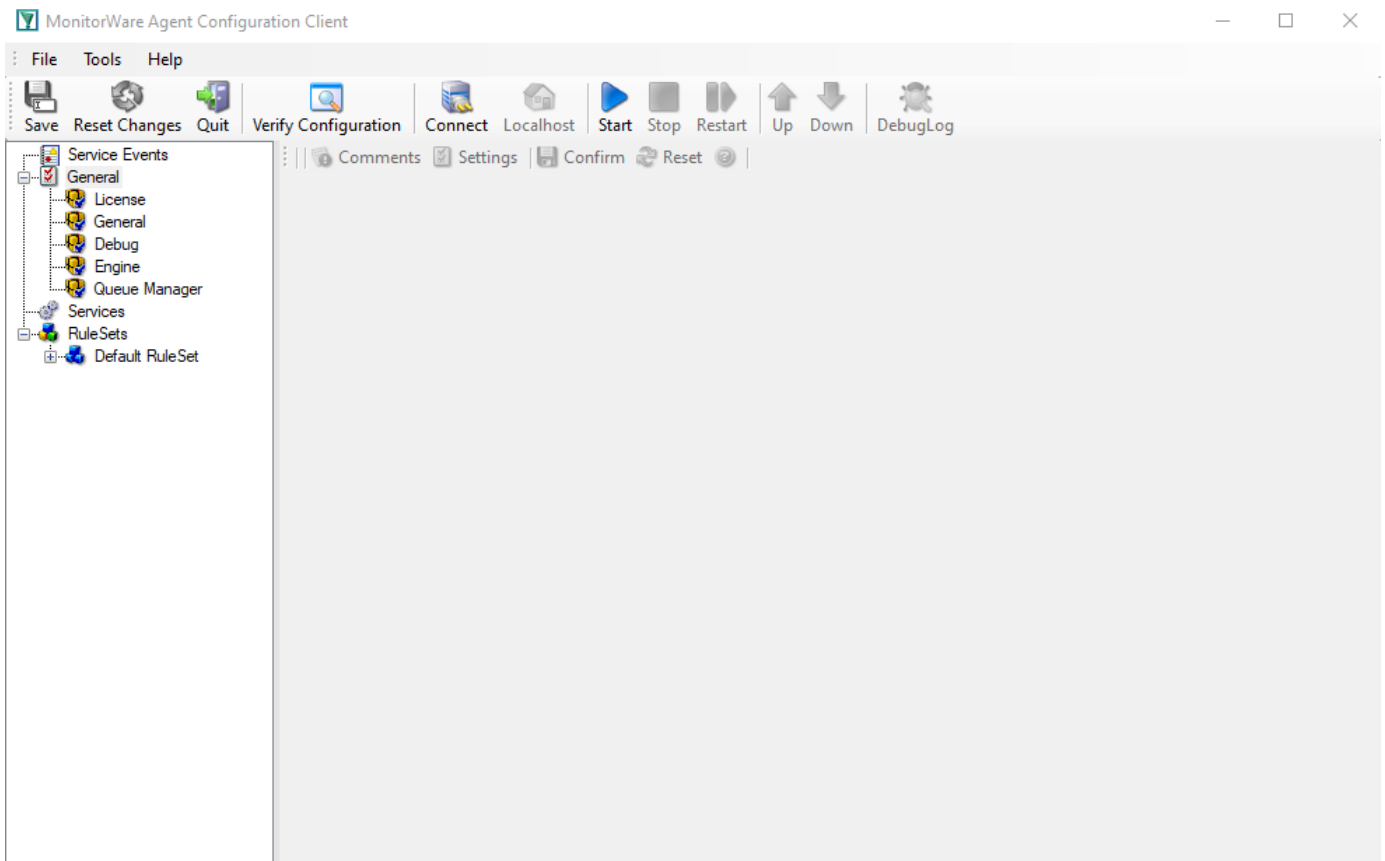 MonitorWare Agent Configuration Client
File Tools Help
Save Reset Changes Quit Verify Configuration Connect Localhost Start Stop Restart Up Down DebugLog
Comments Settings Confirm Reset
Service Events
General
License
General
Debug
Engine
Queue Manager
Services
RuleSets
Default RuleSet